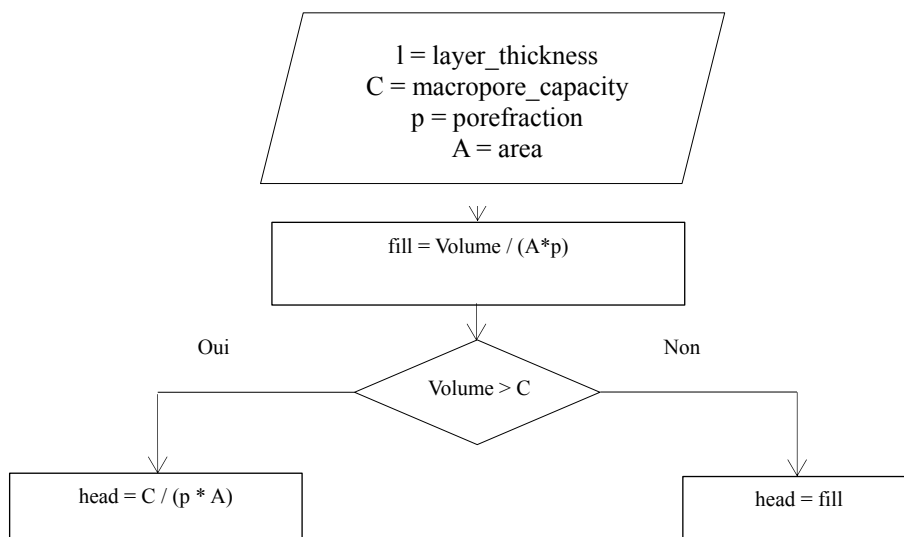 l = layer_thickness
C = macropore_capacity
p = porefraction
A = area
fill = Volume / (A*p)
Oui
Non
Volume > C
head = C / (p * A)
head = fill